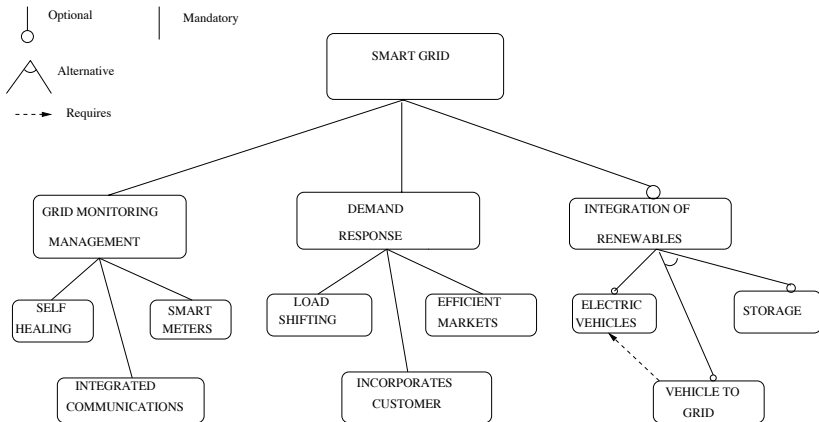 Optional
Mandatory
Alternative
Requires
SMART GRID
GRID MONITORING
MANAGEMENT
DEMAND
RESPONSE
INTEGRATION OF
RENEWABLES
SELF
HEALING
SMART
METERS
LOAD
SHIFTING
EFFICIENT
MARKETS
ELECTRIC
VEHICLES
STORAGE
INTEGRATED
COMMUNICATIONS
INCORPORATES
CUSTOMER
VEHICLE TO
GRID